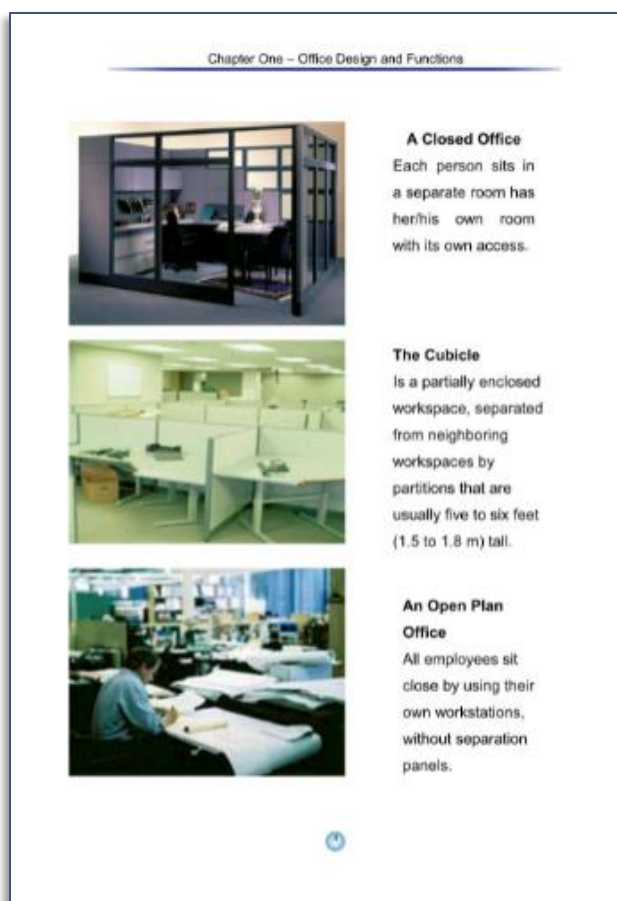 Chapter One – Office Design and Functions
A Closed Office
Each person sits in
a separate room has
her/his own room
with its own access.
The Cubicle
Is a partially enclosed
workspace, separated
from neighboring
workspaces by
partitions that are
usually five to six feet
(1.5 to 1.8 m) tall.
An Open Plan
Office
All employees sit
close by using their
own workstations,
without separation
panels.